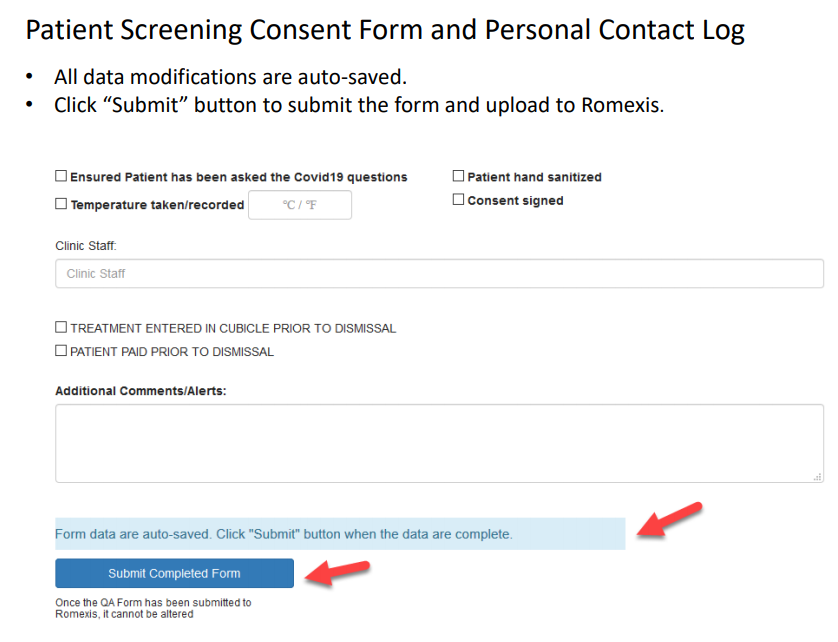 Patient Screening Consent Form and Personal Contact Log
• All data modifications are auto-saved.
• Click “Submit” button to submit the form and upload to Romexis.
Ensured Patient has been asked the Covid19 questions
Patient hand sanitized
Temperature taken/recorded °C / °F
Consent signed
Clinic Staff:
Clinic Staff
TREATMENT ENTERED IN CUBICLE PRIOR TO DISMISSAL
PATIENT PAID PRIOR TO DISMISSAL
Additional Comments/Alerts:
Form data are auto-saved. Click "Submit" button when the data are complete.
Submit Completed Form
Once the QA Form has been submitted to
Romexis, it cannot be altered